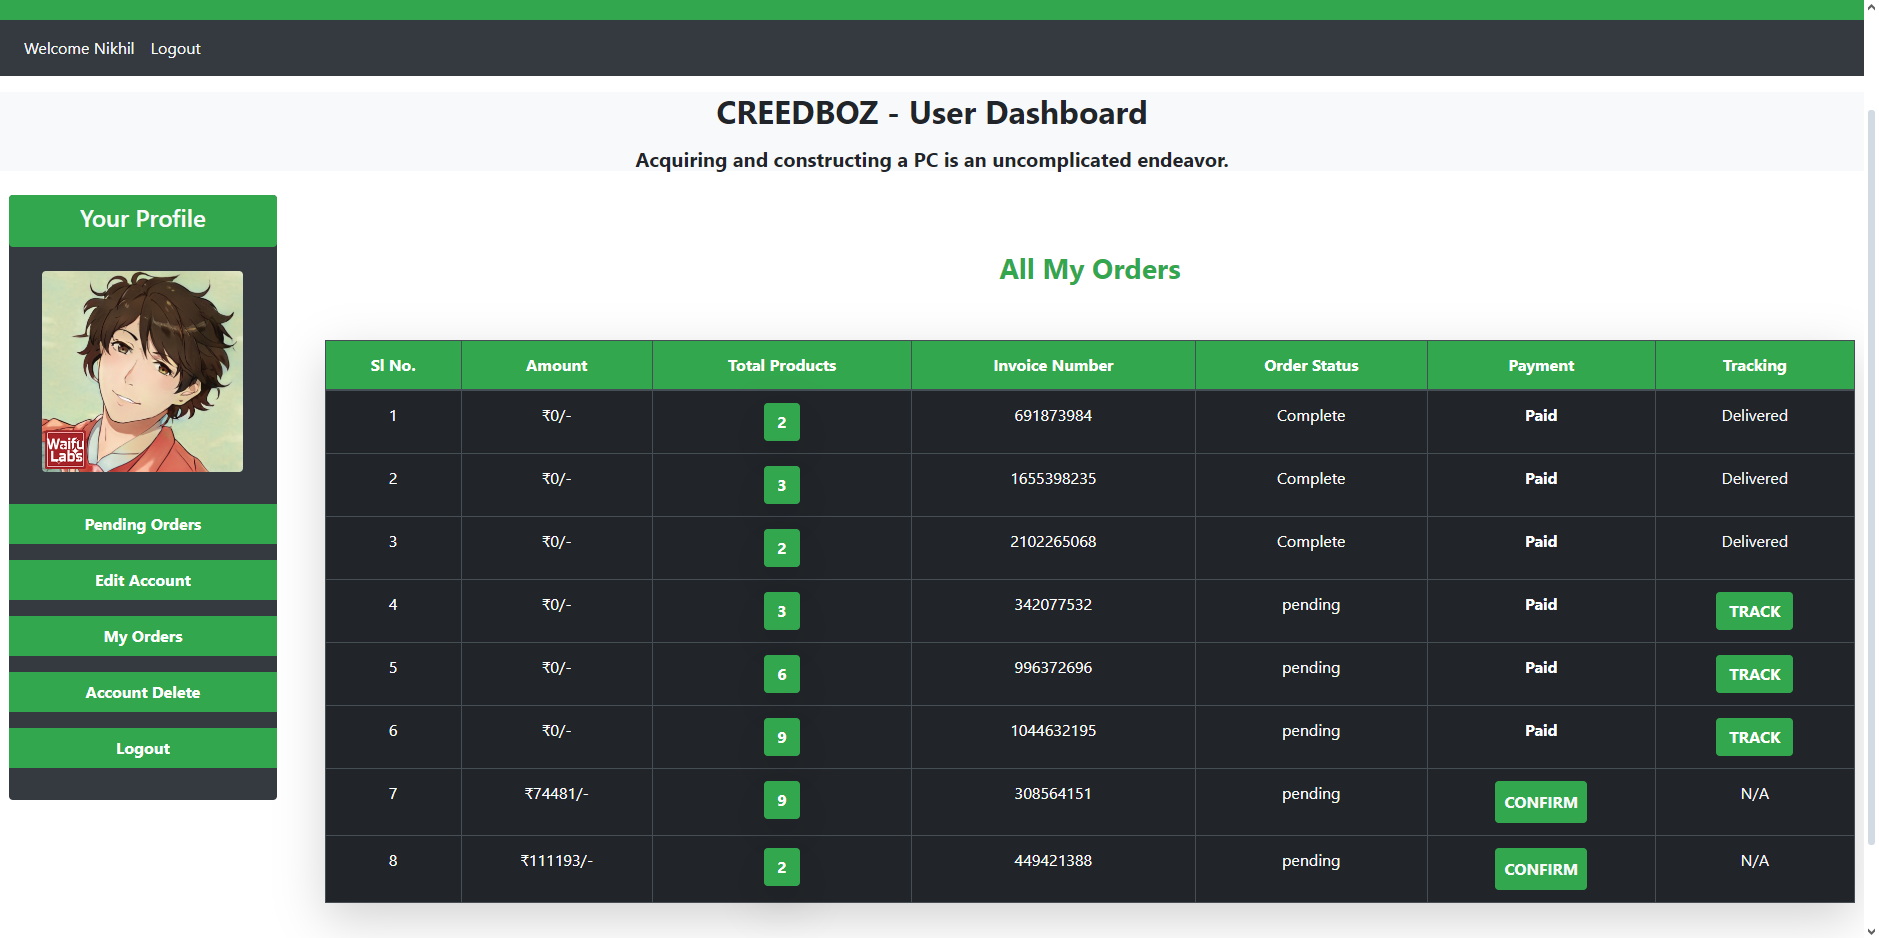 Welcome Nikhil Logout
CREEDBOZ - User Dashboard
Acquiring and constructing a PC is an uncomplicated endeavor.
Your Profile
Waifu
Labs
Pending Orders
Edit Account
My Orders
Account Delete
Logout
All My Orders
Sl No. Amount Total Products Invoice Number Order Status Payment Tracking
1 ₹0/- 2 691873984 Complete Paid Delivered
2 ₹0/- 3 1655398235 Complete Paid Delivered
3 ₹0/- 2 2102265068 Complete Paid Delivered
4 ₹0/- 3 342077532 pending Paid TRACK
5 ₹0/- 6 996372696 pending Paid TRACK
6 ₹0/- 9 1044632195 pending Paid TRACK
7 ₹74481/- 9 308564151 pending CONFIRM N/A
8 ₹111193/- 2 449421388 pending CONFIRM N/A